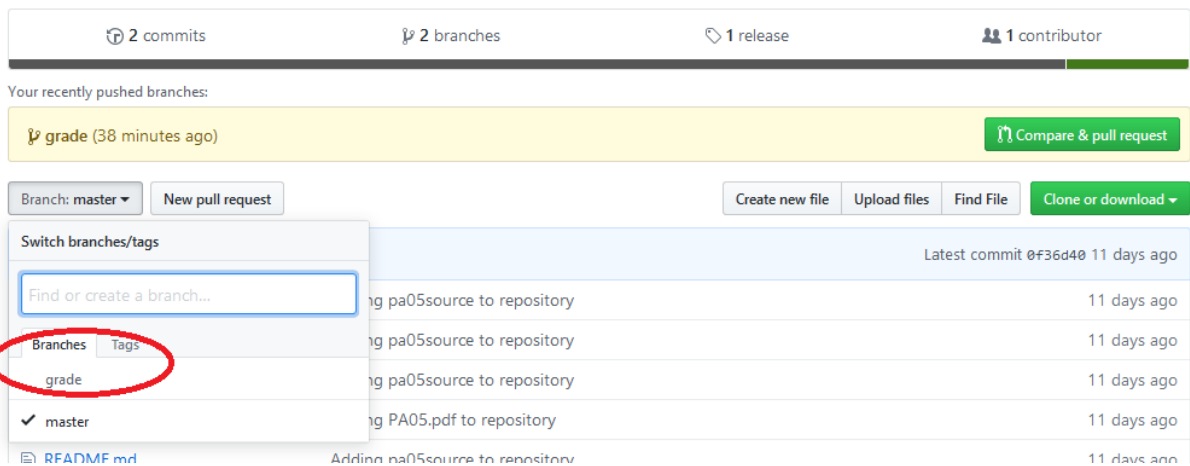 2 commits 2 branches 1 release 1 contributor
Your recently pushed branches:
grade (38 minutes ago) Compare & pull request
Branch: master New pull request Create new file Upload files Find File Clone or download
Switch branches/tags
Latest commit 0f36d40 11 days ago
Find or create a branch...
ng pa05source to repository 11 days ago
Branches Tags
ng pa05source to repository 11 days ago
grade
ng pa05source to repository 11 days ago
master
ng PA05.pdf to repository 11 days ago
README.md Adding pa05source to repository 11 days ago